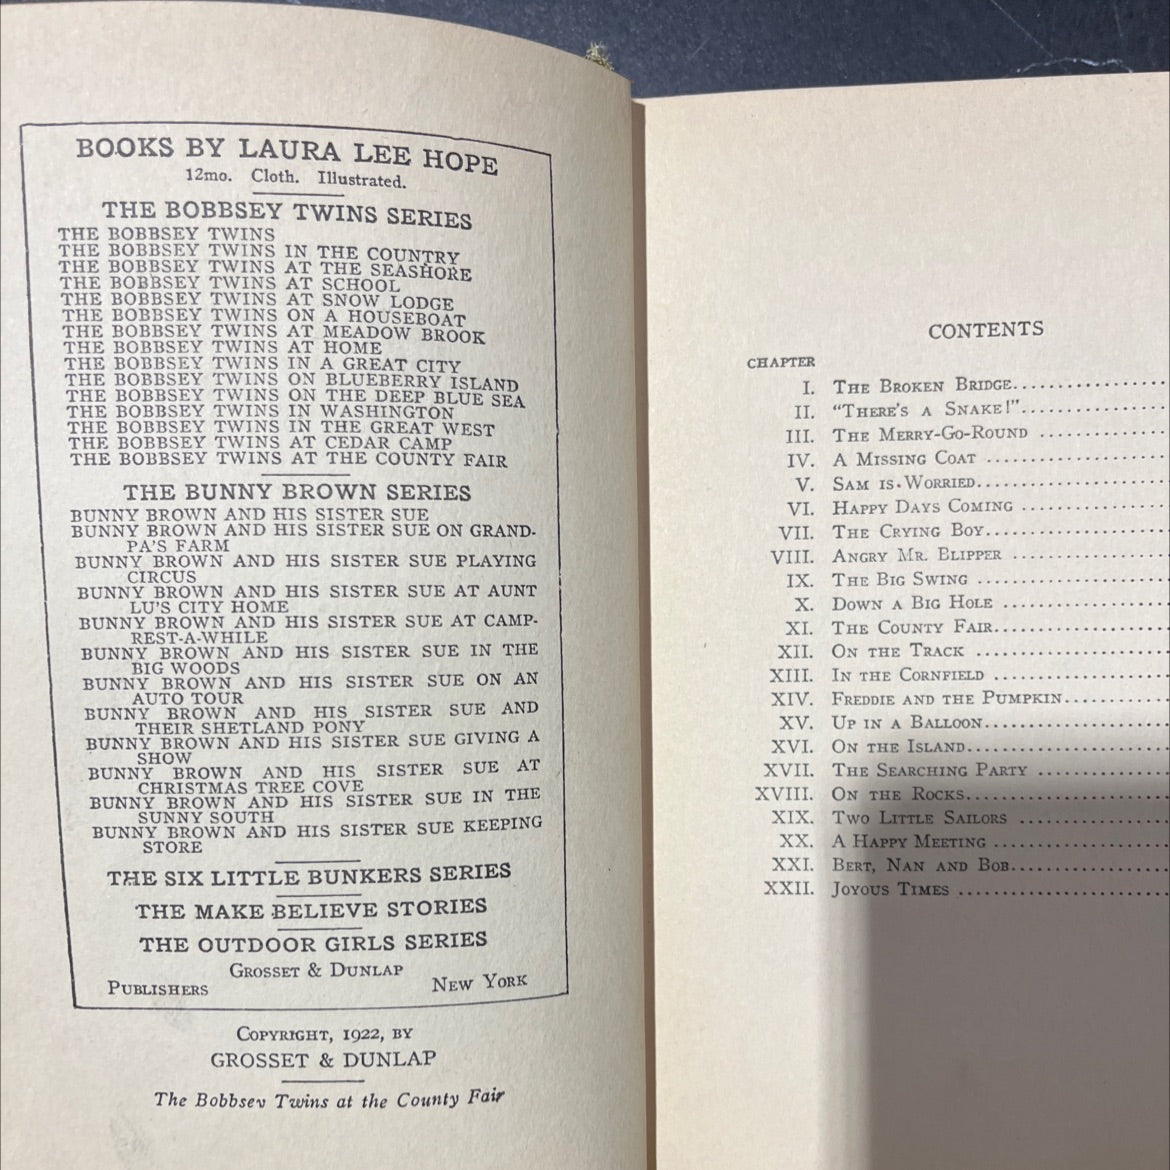 BOOKS BY LAURA LEE HOPE
12mo. Cloth. Illustrated.
THE BOBBSEY TWINS SERIES
THE BOBBSEY TWINS
THE BOBBSEY TWINS IN THE COUNTRY
THE BOBBSEY TWINS AT THE SEASHORE
THE BOBBSEY TWINS AT SCHOOL
THE BOBBSEY TWINS AT SNOW LODGE
THE BOBBSEY TWINS ON A HOUSEBOAT
THE BOBBSEY TWINS AT MEADOW BROOK
THE BOBBSEY TWINS AT HOME
THE BOBBSEY TWINS IN A GREAT CITY
THE BOBBSEY TWINS ON BLUEBERRY ISLAND
THE BOBBSEY TWINS ON THE DEEP BLUE SEA
THE BOBBSEY TWINS IN WASHINGTON
THE BOBBSEY TWINS IN THE GREAT WEST
THE BOBBSEY TWINS AT CEDAR CAMP
THE BOBBSEY TWINS AT THE COUNTY FAIR
THE BUNNY BROWN SERIES
BUNNY BROWN AND HIS SISTER SUE
BUNNY BROWN AND HIS SISTER SUE ON GRAND-
PA'S FARM
BUNNY BROWN AND HIS SISTER SUE PLAYING
CIRCUS
BUNNY BROWN AND HIS SISTER SUE AT AUNT
LU'S CITY HOME
BUNNY BROWN AND HIS SISTER SUE AT CAMP-
REST-A-WHILE
BUNNY BROWN AND HIS SISTER SUE IN THE
BIG WOODS
BUNNY BROWN AND HIS SISTER SUE ON AN
AUTO TOUR
BUNNY BROWN AND HIS SISTER SUE AND
THEIR SHETLAND PONY
BUNNY BROWN AND HIS SISTER SUE GIVING A
SHOW
BUNNY BROWN AND HIS SISTER SUE AT
CHRISTMAS TREE COVE
BUNNY BROWN AND HIS SISTER SUE IN THE
SUNNY SOUTH
BUNNY BROWN AND HIS SISTER SUE KEEPING
STORE
THE SIX LITTLE BUNKERS SERIES
THE MAKE BELIEVE STORIES
THE OUTDOOR GIRLS SERIES
GROSSET & DUNLAP
PUBLISHERS NEW YORK
COPYRIGHT, 1922, BY
GROSSET & DUNLAP
The Bobbsey Twins at the County Fair
CONTENTS
CHAPTER
I. THE BROKEN BRIDGE
II. "THERE'S A SNAKE!"
III. THE MERRY-GO-ROUND
IV. A MISSING COAT
V. SAM IS WORRIED
VI. HAPPY DAYS COMING
VII. THE CRYING BOY
VIII. ANGRY MR. BLIPPER
IX. THE BIG SWING
X. DOWN A BIG HOLE
XI. THE COUNTY FAIR
XII. ON THE TRACK
XIII. IN THE CORNFIELD
XIV. FREDDIE AND THE PUMPKIN
XV. UP IN A BALLOON
XVI. ON THE ISLAND
XVII. THE SEARCHING PARTY
XVIII. ON THE ROCKS
XIX. TWO LITTLE SAILORS
XX. A HAPPY MEETING
XXI. BERT, NAN AND BOB
XXII. JOYOUS TIMES